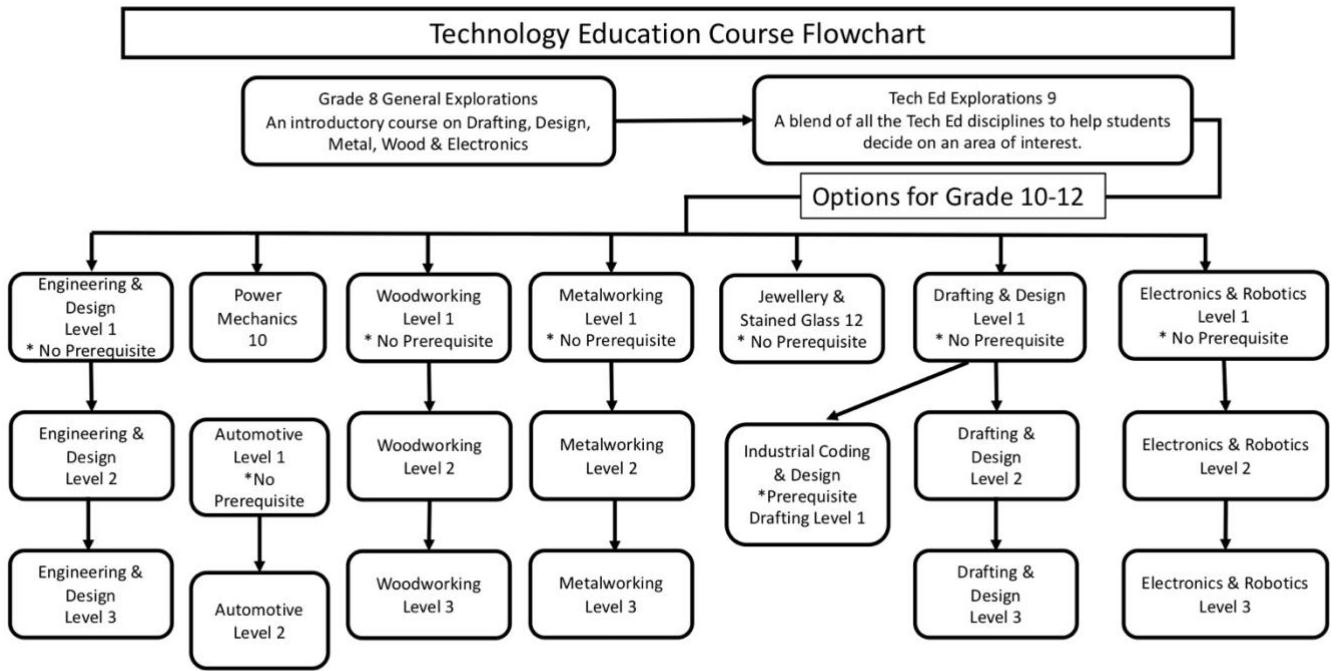 Technology Education Course Flowchart
Grade 8 General Explorations
An introductory course on Drafting, Design,
Metal, Wood & Electronics
Tech Ed Explorations 9
A blend of all the Tech Ed disciplines to help students
decide on an area of interest.
Options for Grade 10-12
Engineering &
Design
Level 1
* No Prerequisite
Power
Mechanics
10
Woodworking
Level 1
* No Prerequisite
Metalworking
Level 1
* No Prerequisite
Jewellery &
Stained Glass 12
* No Prerequisite
Drafting & Design
Level 1
* No Prerequisite
Electronics & Robotics
Level 1
* No Prerequisite
Engineering &
Design
Level 2
Automotive
Level 1
*No
Prerequisite
Woodworking
Level 2
Metalworking
Level 2
Industrial Coding
& Design
*Prerequisite
Drafting Level 1
Drafting &
Design
Level 2
Electronics & Robotics
Level 2
Engineering &
Design
Level 3
Automotive
Level 2
Woodworking
Level 3
Metalworking
Level 3
Drafting &
Design
Level 3
Electronics & Robotics
Level 3